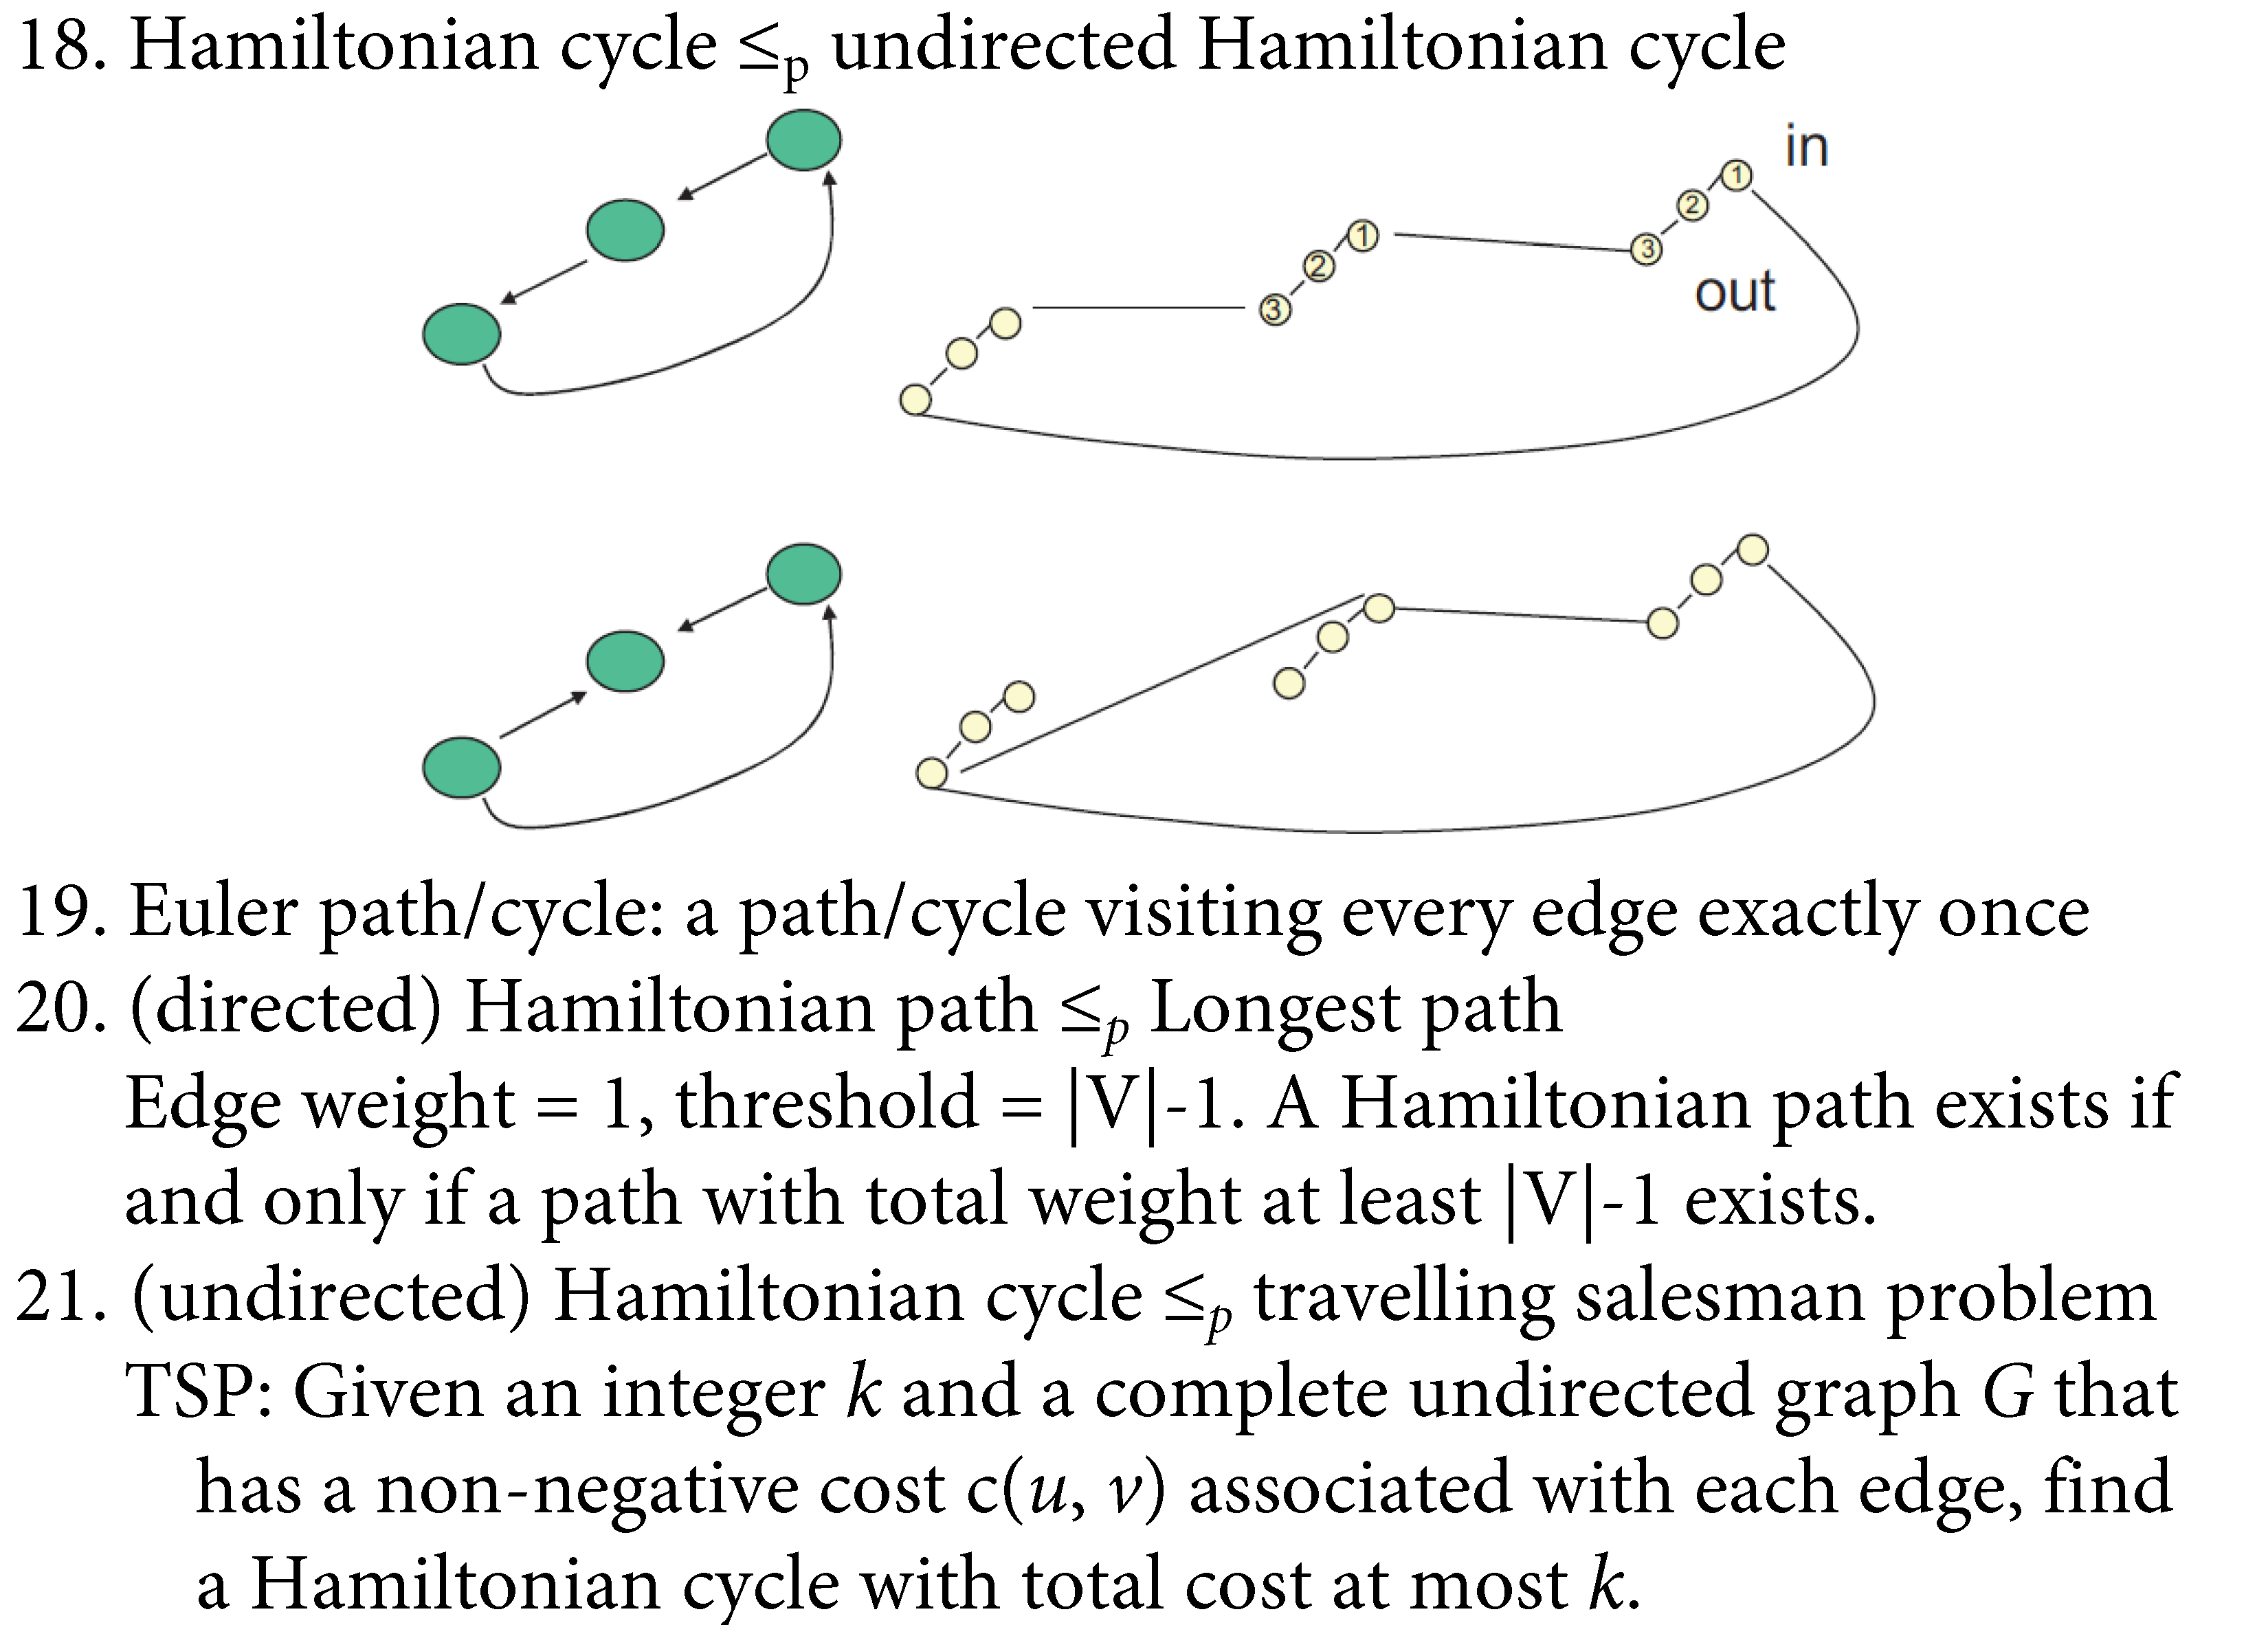 18. Hamiltonian cycle ≤p undirected Hamiltonian cycle
in
1
2
3
1
2
3
out
19. Euler path/cycle: a path/cycle visiting every edge exactly once
20. (directed) Hamiltonian path ≤p Longest path
Edge weight = 1, threshold = |V|-1. A Hamiltonian path exists if
and only if a path with total weight at least |V|-1 exists.
21. (undirected) Hamiltonian cycle ≤p travelling salesman problem
TSP: Given an integer k and a complete undirected graph G that
has a non-negative cost c(u, v) associated with each edge, find
a Hamiltonian cycle with total cost at most k.